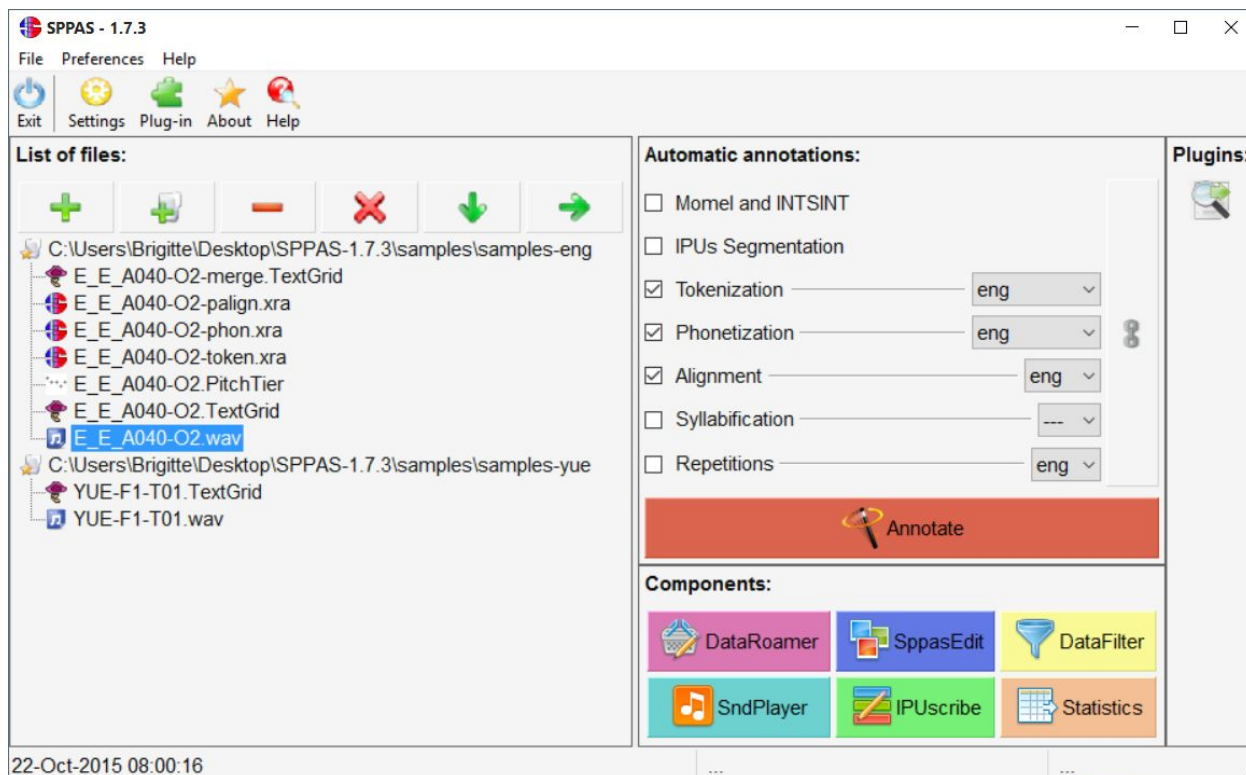 SPPAS - 1.7.3
File Preferences Help
Exit Settings Plug-in About Help
List of files:
C:\Users\Brigitte\Desktop\SPPAS-1.7.3\samples\samples-eng
E_E_A040-O2-merge.TextGrid
E_E_A040-O2-palign.xra
E_E_A040-O2-phon.xra
E_E_A040-O2-token.xra
E_E_A040-O2.PitchTier
E_E_A040-O2.TextGrid
E_E_A040-O2.wav
C:\Users\Brigitte\Desktop\SPPAS-1.7.3\samples\samples-yue
YUE-F1-T01.TextGrid
YUE-F1-T01.wav
Automatic annotations:
Momel and INTSINT
IPUs Segmentation
Tokenization eng
Phonetization eng
Alignment eng
Syllabification ---
Repetitions eng
Annotate
Components:
DataRoamer SppasEdit DataFilter
SndPlayer IPUscribe Statistics
Plugins:
22-Oct-2015 08:00:16 ... ...